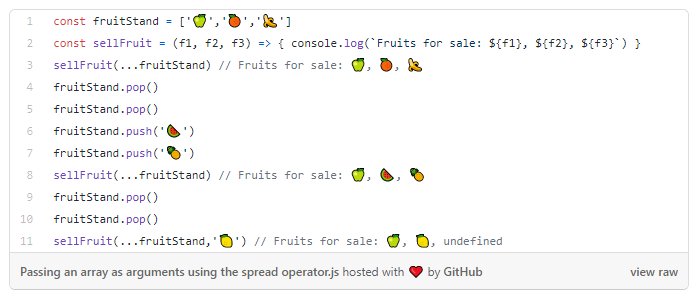 1 const fruitStand = ['🍏','🍊','🍌']
2 const sellFruit = (f1, f2, f3) => { console.log(`Fruits for sale: ${f1}, ${f2}, ${f3}`) }
3 sellFruit(...fruitStand) // Fruits for sale: 🍏, 🍊, 🍌
4 fruitStand.pop()
5 fruitStand.pop()
6 fruitStand.push('🍉')
7 fruitStand.push('🍍')
8 sellFruit(...fruitStand) // Fruits for sale: 🍏, 🍉, 🍍
9 fruitStand.pop()
10 fruitStand.pop()
11 sellFruit(...fruitStand,'🍋') // Fruits for sale: 🍏, 🍋, undefined
Passing an array as arguments using the spread operator.js hosted with ❤ by GitHub view raw